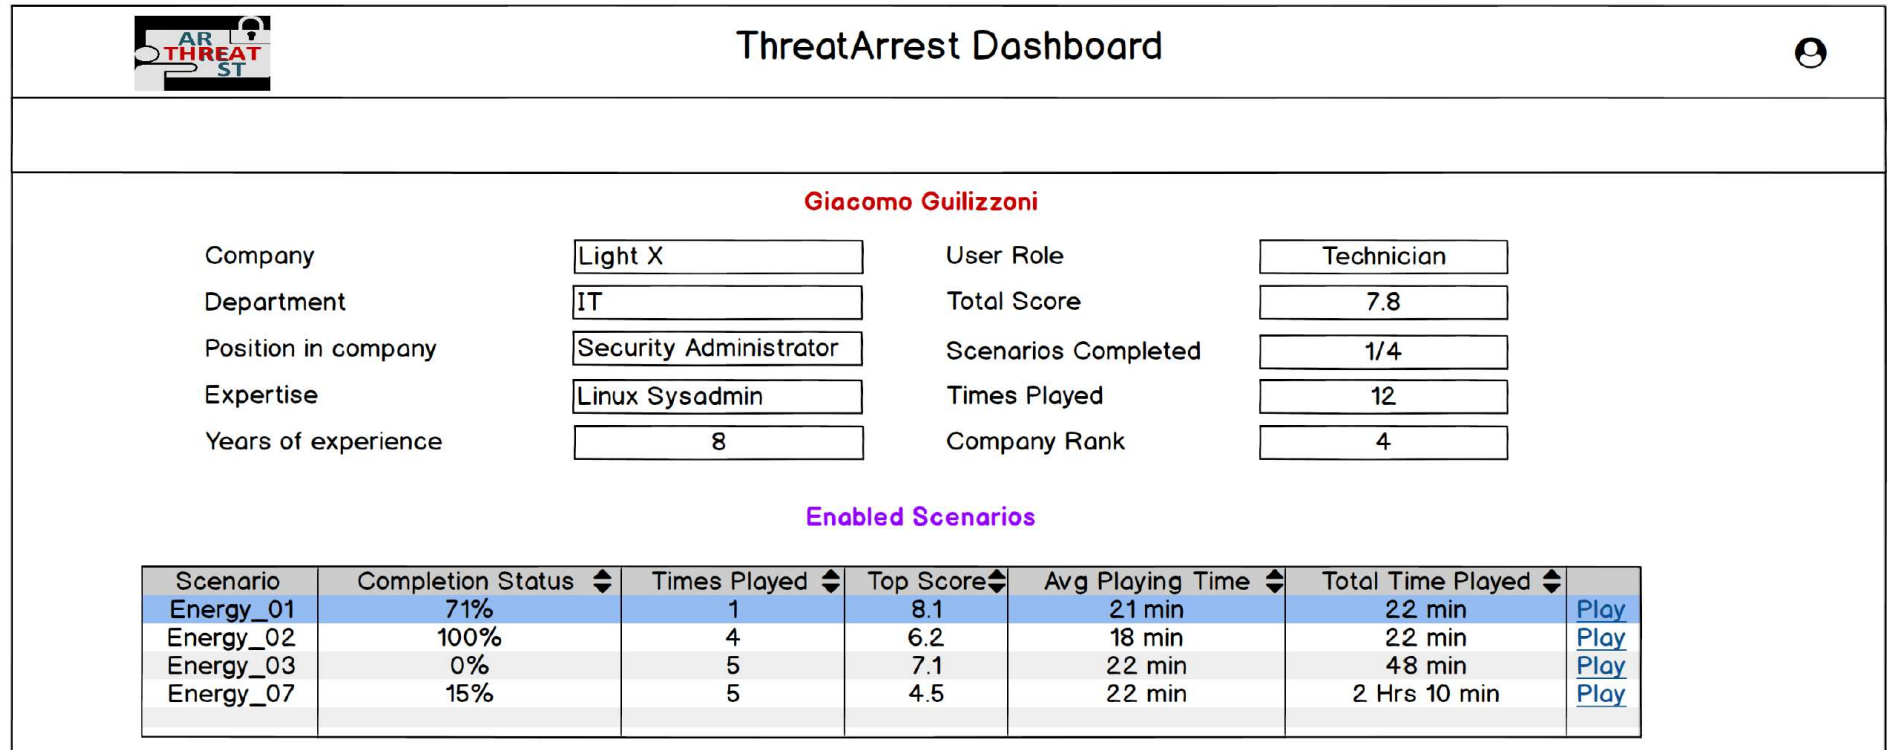 AR
THREAT
ST
ThreatArrest Dashboard
Giacomo Guilizzoni
Company Light X User Role Technician
Department IT Total Score 7.8
Position in company Security Administrator Scenarios Completed 1/4
Expertise Linux Sysadmin Times Played 12
Years of experience 8 Company Rank 4
Enabled Scenarios
Scenario Completion Status Times Played Top Score Avg Playing Time Total Time Played
Energy_01 71% 1 8.1 21 min 22 min Play
Energy_02 100% 4 6.2 18 min 22 min Play
Energy_03 0% 5 7.1 22 min 48 min Play
Energy_07 15% 5 4.5 22 min 2 Hrs 10 min Play